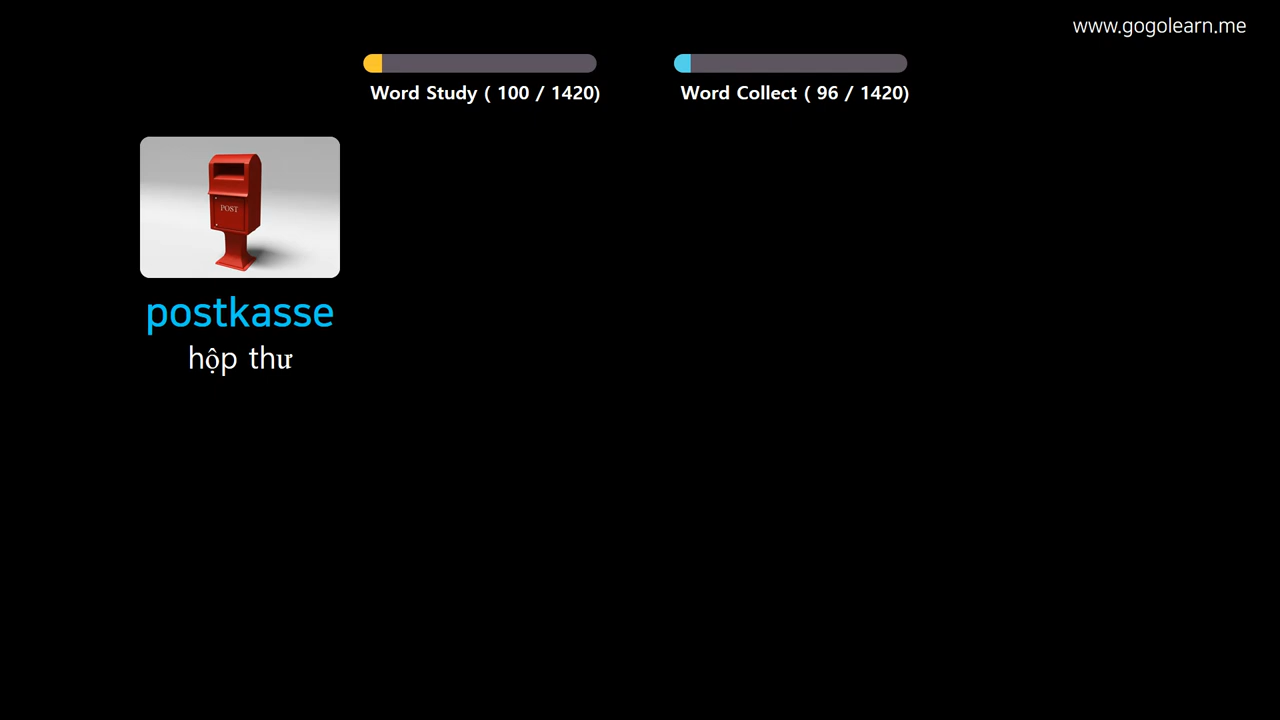 www.gogolearn.me
Word Study ( 100 / 1420)
Word Collect ( 96 / 1420)
POST
postkasse
hộp thư